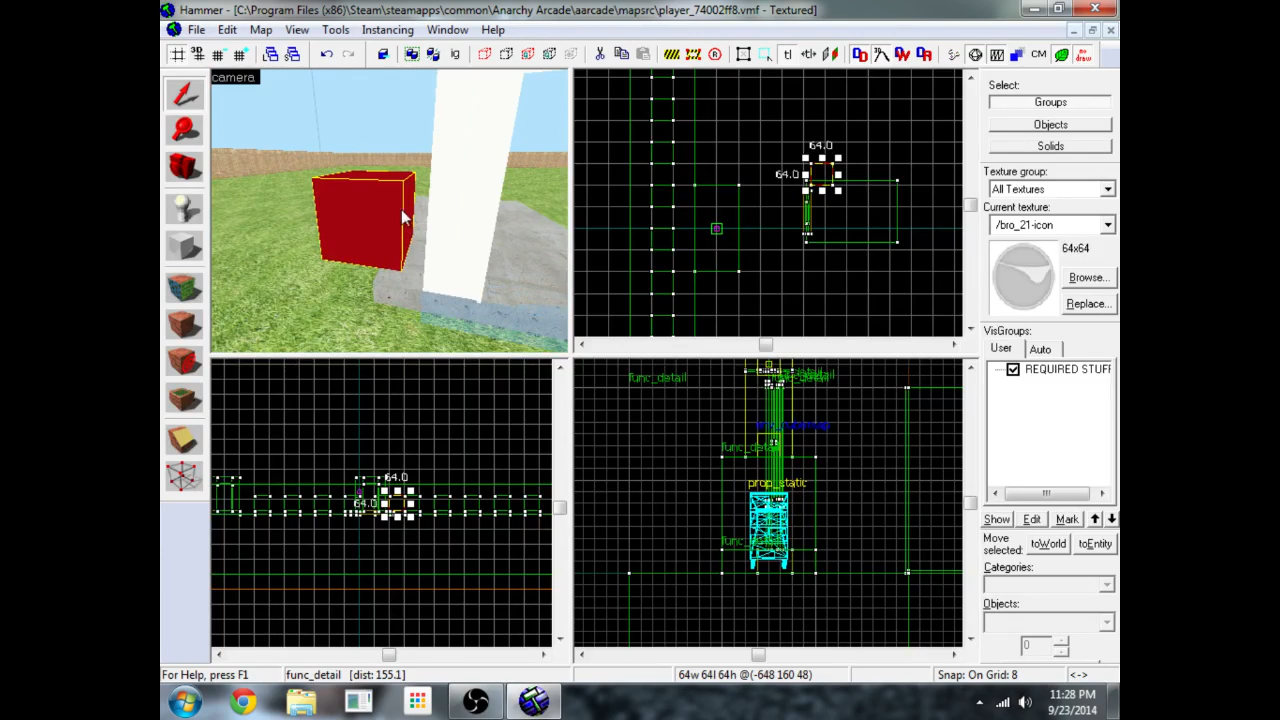 Hammer - [C:\Program Files (x86)\Steam\steamapps\common\Anarchy Arcade\aarcade\mapsrc\player_74002ff8.vmf - Textured]
File Edit Map View Tools Instancing Window Help
3D
ig
tl
CM
camera
64.0
64.0
Select:
Groups
Objects
Solids
Texture group:
All Textures
Current texture:
/bro_21-icon
64x64
Browse...
Replace...
VisGroups:
User Auto
REQUIRED STUFF
64.0
64.0
func_detail
func_detail
prop_static
Show Edit Mark
Move selected:
toWorld toEntity
Categories:
Objects:
0
For Help, press F1
func_detail [dist: 155.1]
64w 64l 64h @(-648 160 48)
Snap: On Grid: 8
<->
11:28 PM
9/23/2014